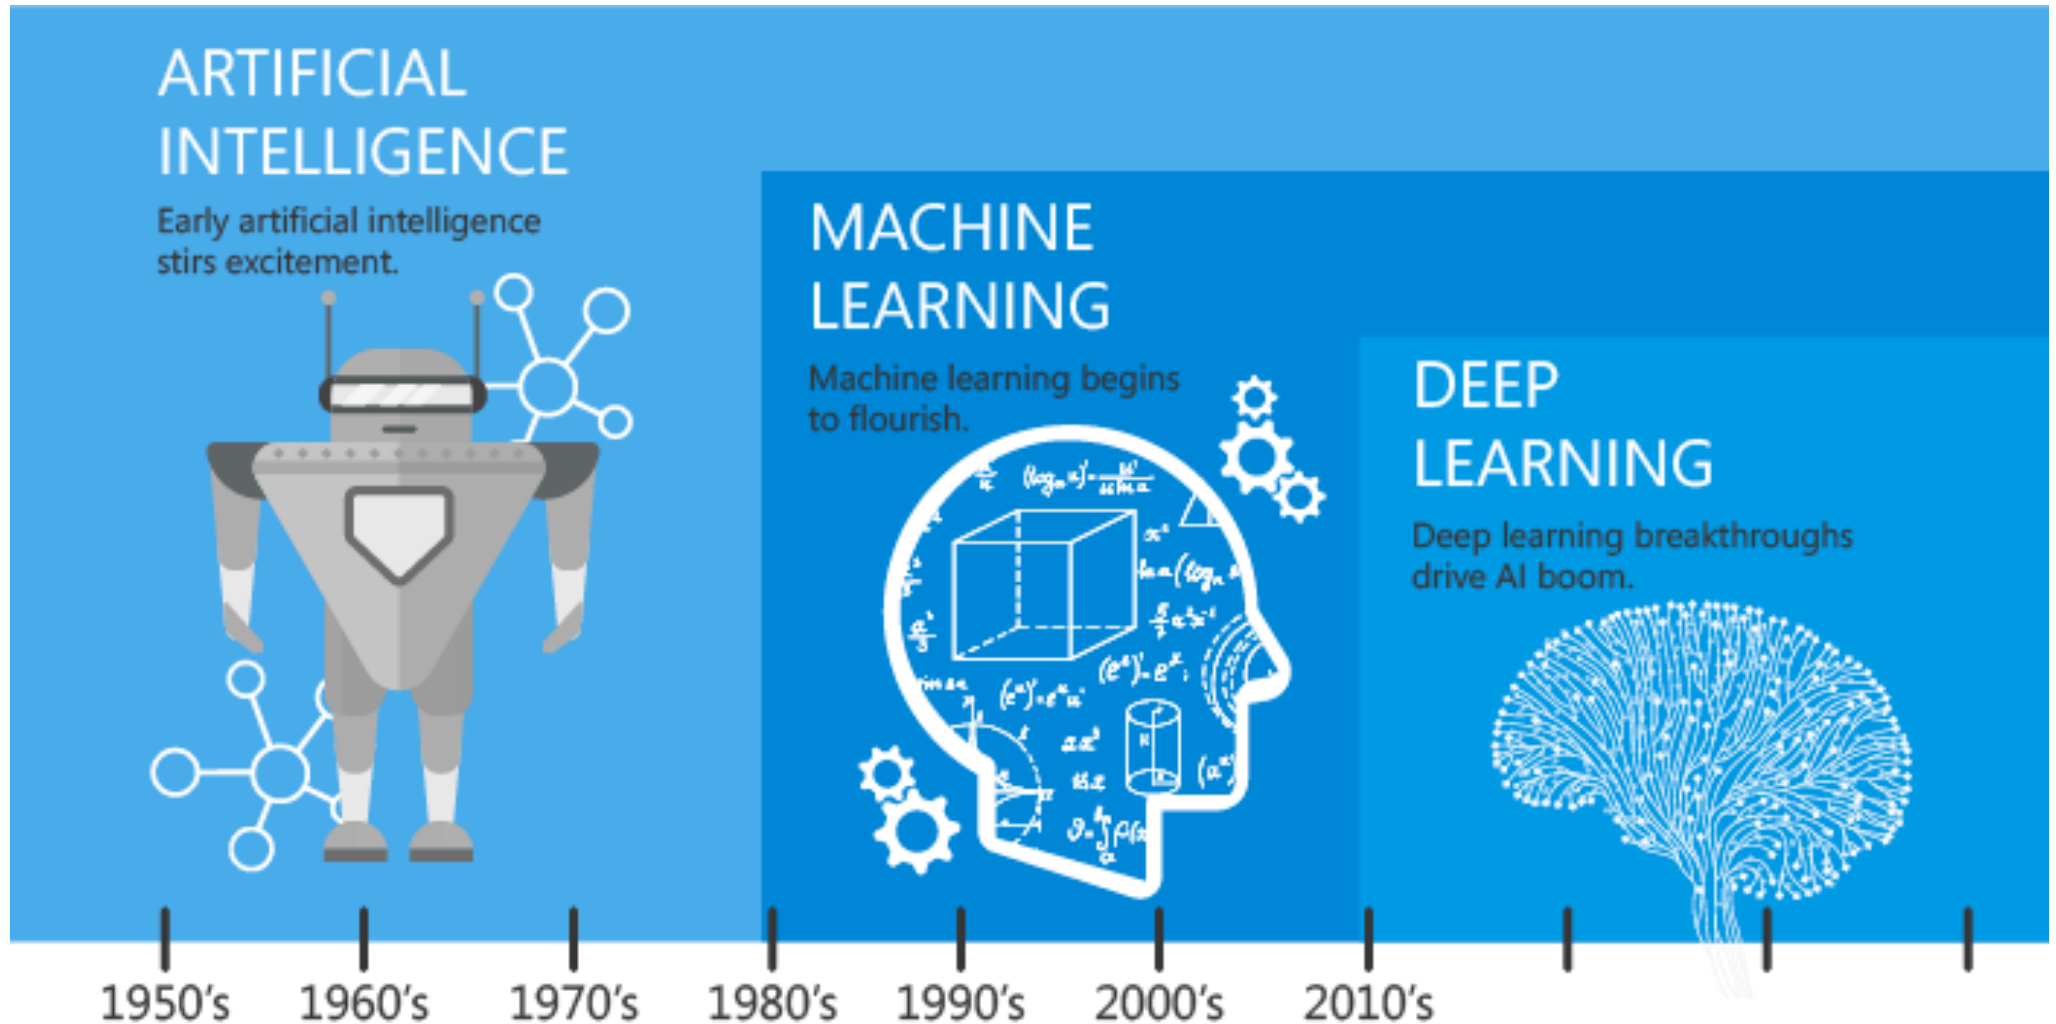 ARTIFICIAL
INTELLIGENCE
Early artificial intelligence
stirs excitement.
MACHINE
LEARNING
Machine learning begins
to flourish.
DEEP
LEARNING
Deep learning breakthroughs
drive AI boom.
1950's 1960's 1970's 1980's 1990's 2000's 2010's